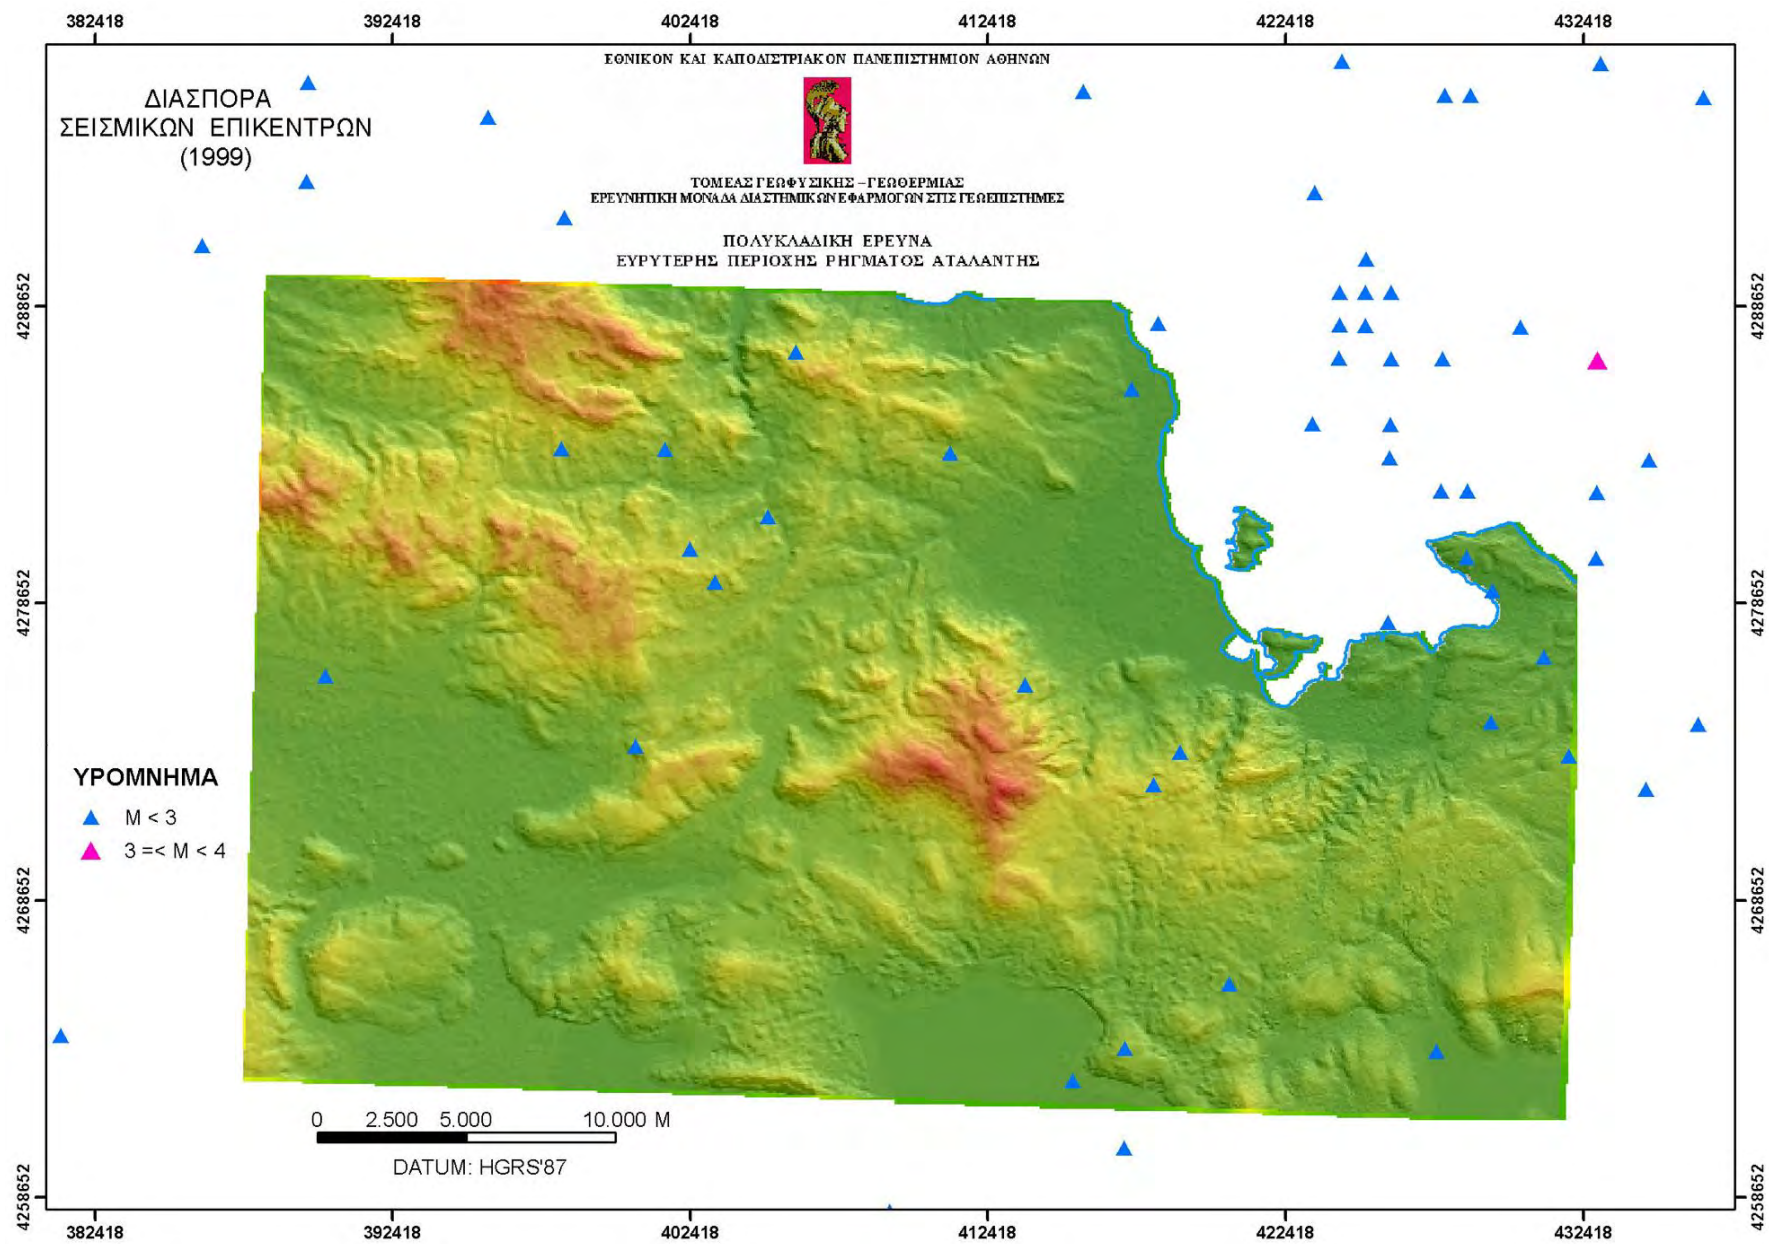 382418 392418 402418 412418 422418 432418
ΕΘΝΙΚΟΝ ΚΑΙ ΚΑΠΟΔΙΣΤΡΙΑΚΟΝ ΠΑΝΕΠΙΣΤΗΜΙΟΝ ΑΘΗΝΩΝ
ΔΙΑΣΠΟΡΑ
ΣΕΙΣΜΙΚΩΝ ΕΠΙΚΕΝΤΡΩΝ
(1999)
ΤΟΜΕΑΣ ΓΕΩΦΥΣΙΚΗΣ – ΓΕΩΘΕΡΜΙΑΣ
ΕΡΕΥΝΗΤΙΚΗ ΜΟΝΑΔΑ ΔΙΑΣΤΗΜΙΚΩΝ ΕΦΑΡΜΟΓΩΝ ΣΤΙΣ ΓΕΩΕΠΙΣΤΗΜΕΣ
ΠΟΛΥΚΛΑΔΙΚΗ ΕΡΕΥΝΑ
ΕΥΡΥΤΕΡΗΣ ΠΕΡΙΟΧΗΣ ΡΗΓΜΑΤΟΣ ΑΤΑΛΑΝΤΗΣ
4288652 4288652
4278652 4278652
ΥΡΟΜΝΗΜΑ
M < 3
3 =< M < 4
4268652 4268652
0 2.500 5.000 10.000 M
DATUM: HGRS'87
4258652 4258652
382418 392418 402418 412418 422418 432418